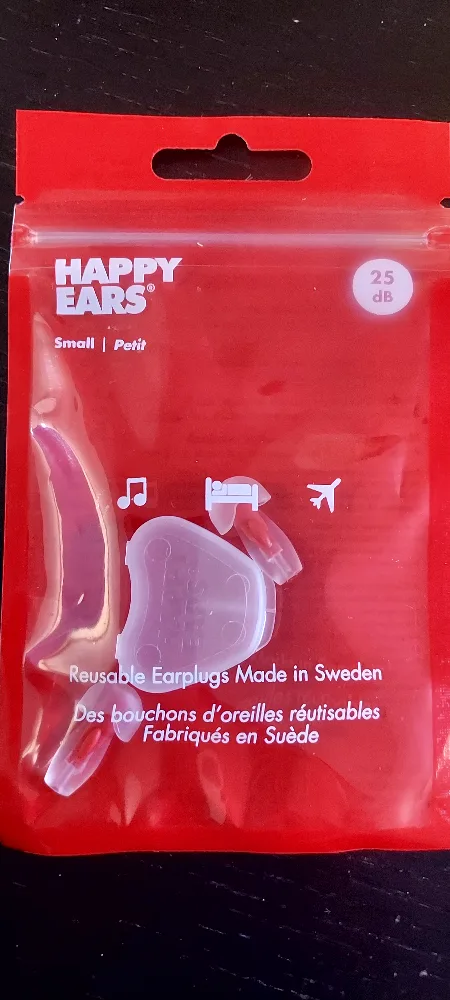 HAPPY
EARS®
25
dB
Small | Petit
Reusable Earplugs Made in Sweden
Des bouchons d'oreilles réutisables
Fabriqués en Suède